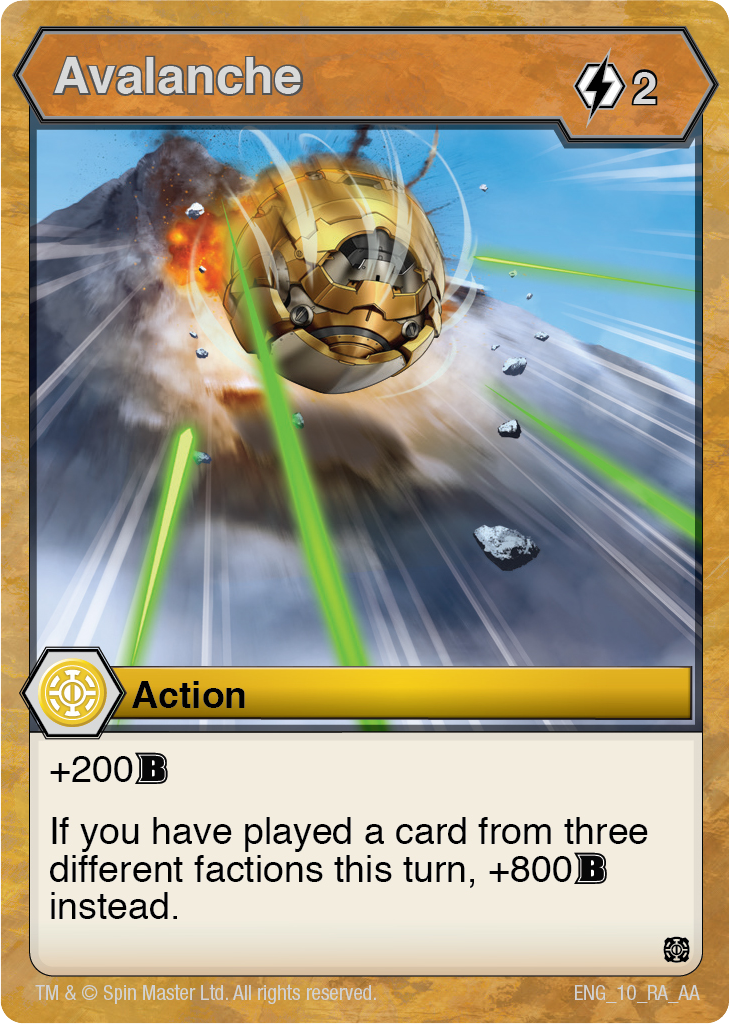 Avalanche
2
Action
+200B
If you have played a card from three
different factions this turn, +800B
instead.
TM & © Spin Master Ltd. All rights reserved.
ENG_10_RA_AA